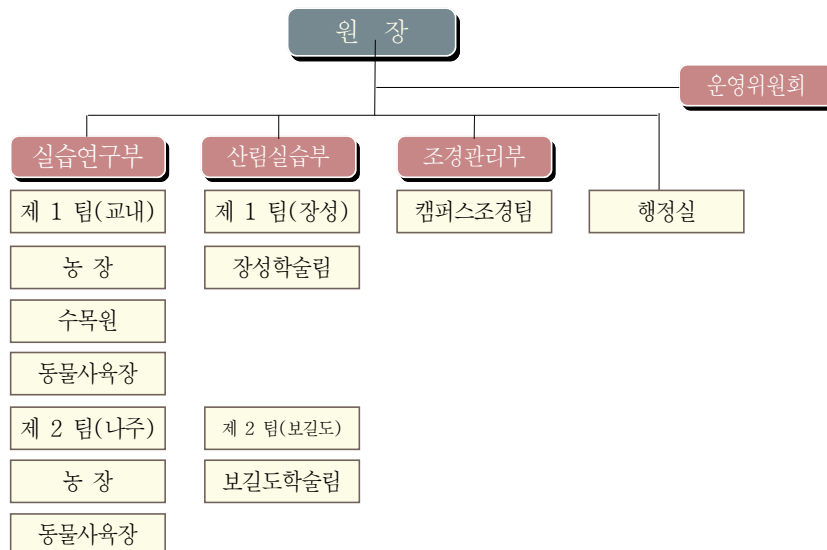 원 장
운영위원회
실습연구부 산림실습부 조경관리부
제 1 팀(교내) 제 1 팀(장성) 캠퍼스조경팀 행정실
농 장 장성학술림
수목원
동물사육장
제 2 팀(나주) 제 2 팀(보길도)
농 장 보길도학술림
동물사육장